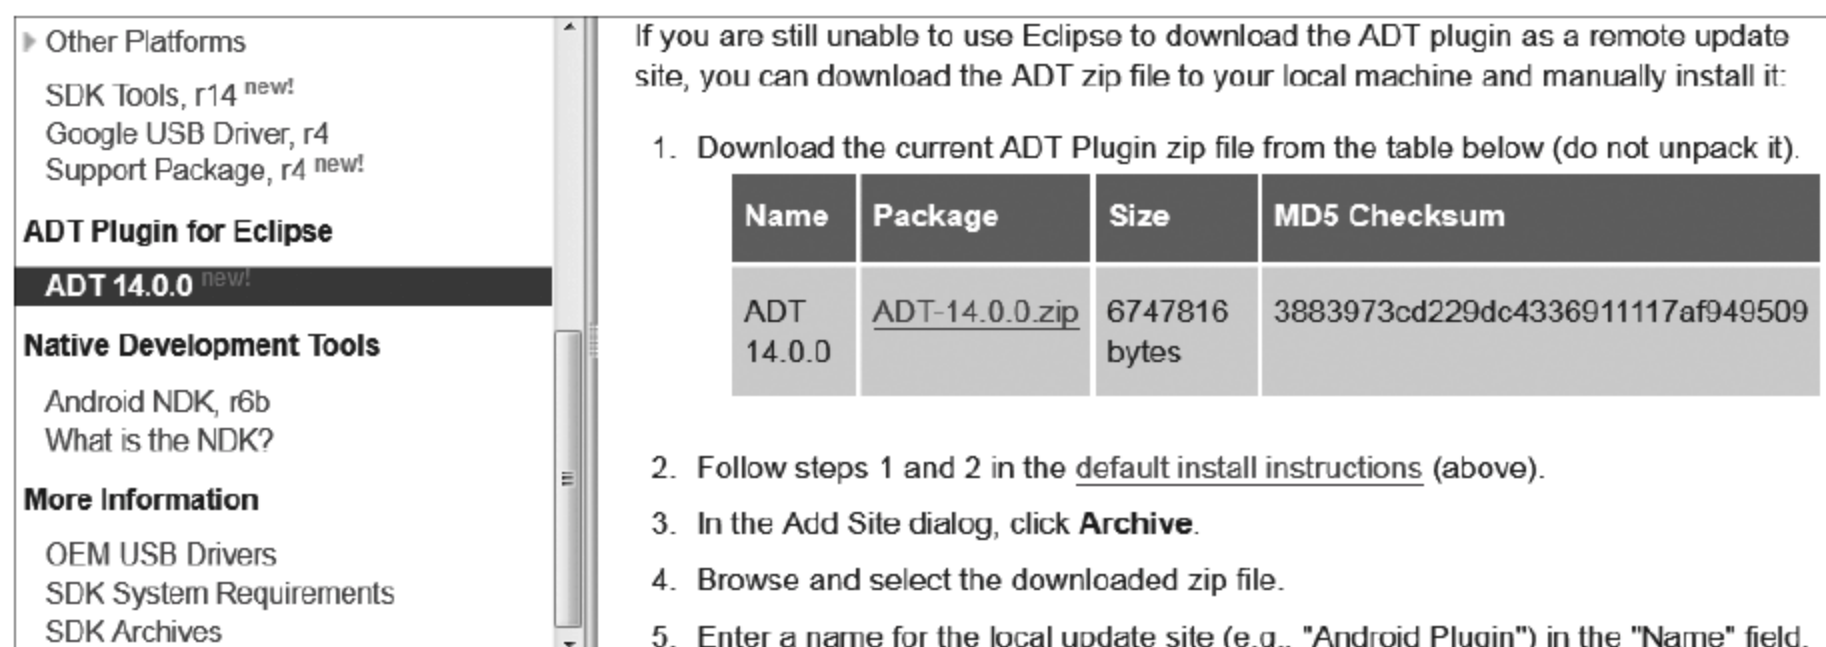 Other Platforms
SDK Tools, r14 new!
Google USB Driver, r4
Support Package, r4 new!
ADT Plugin for Eclipse
ADT 14.0.0 new!
Native Development Tools
Android NDK, r6b
What is the NDK?
More Information
OEM USB Drivers
SDK System Requirements
SDK Archives
If you are still unable to use Eclipse to download the ADT plugin as a remote update
site, you can download the ADT zip file to your local machine and manually install it:
1. Download the current ADT Plugin zip file from the table below (do not unpack it).
Name Package Size MD5 Checksum
ADT ADT-14.0.0.zip 6747816 3883973cd229dc4336911117af949509
14.0.0 bytes
2. Follow steps 1 and 2 in the default install instructions (above).
3. In the Add Site dialog, click Archive.
4. Browse and select the downloaded zip file.
5. Enter a name for the local update site (e.g., "Android Plugin") in the "Name" field.